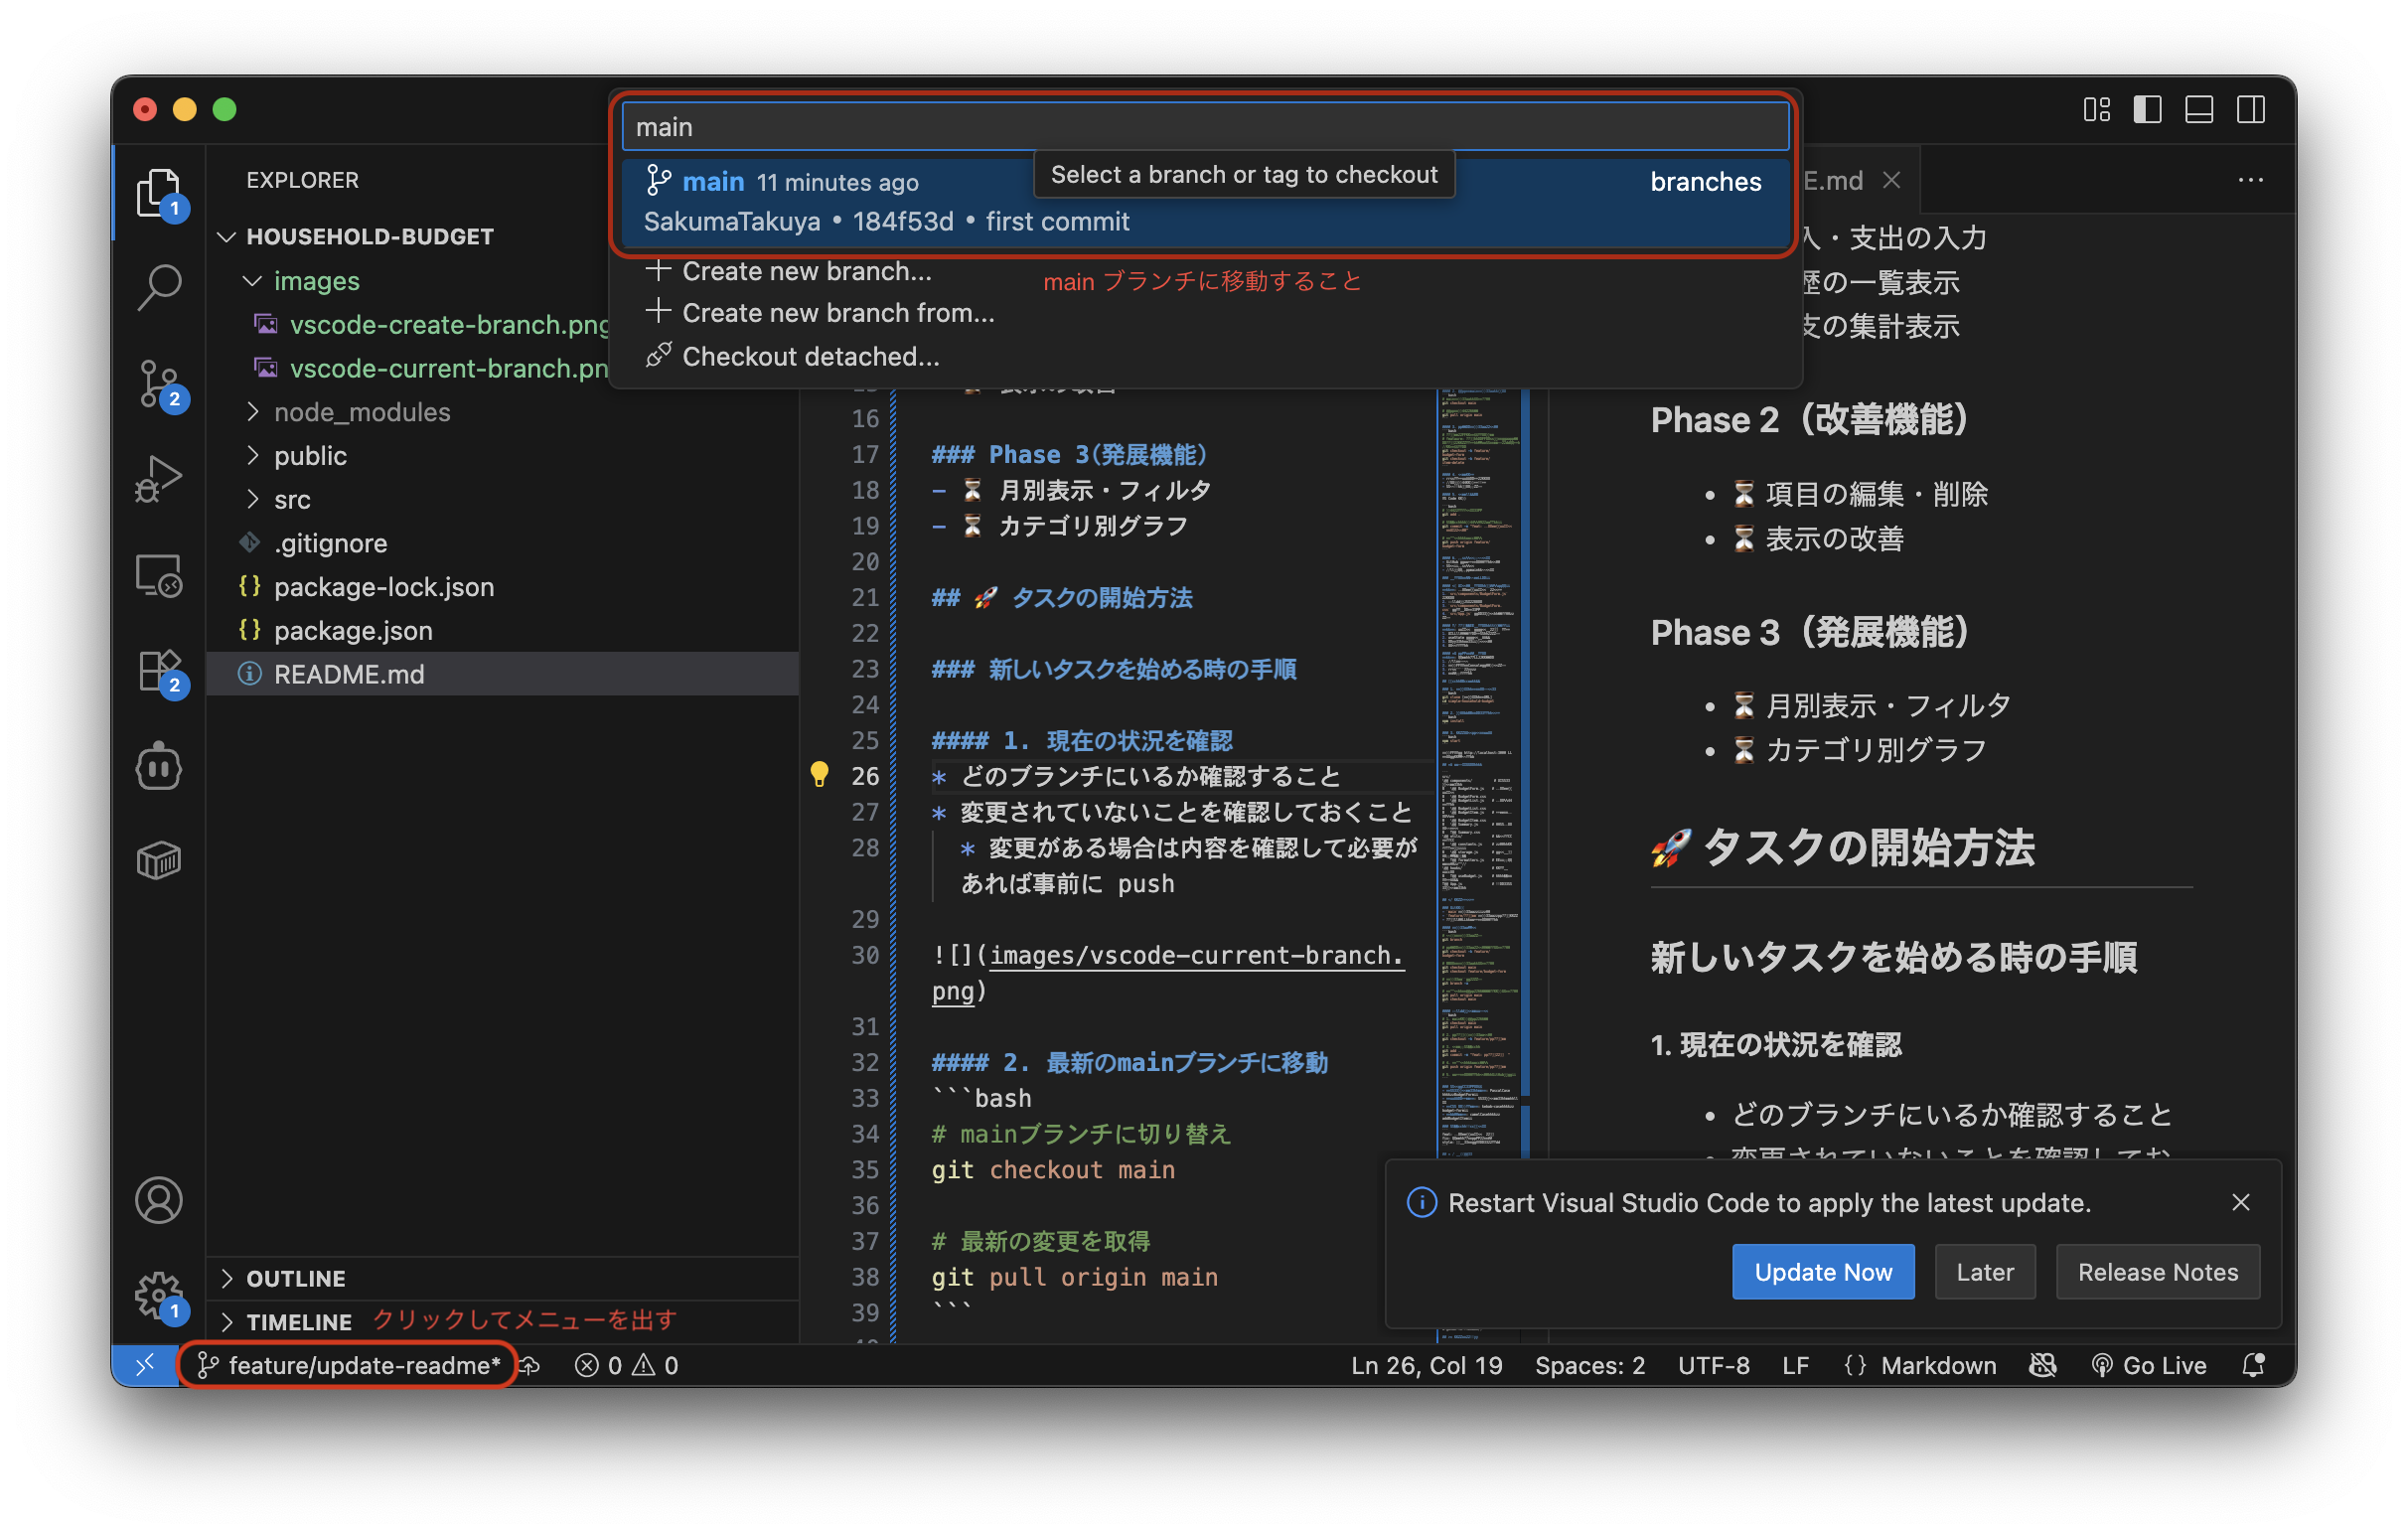 main
main 11 minutes ago
Select a branch or tag to checkout
branches
SakumaTakuya • 184f53d • first commit
+ Create new branch...
+ Create new branch from...
Checkout detached...
main ブランチに移動すること
EXPLORER
HOUSEHOLD-BUDGET
images
vscode-create-branch.png
vscode-current-branch.pn
node_modules
public
src
.gitignore
{} package-lock.json
{} package.json
README.md
OUTLINE
TIMELINE
クリックしてメニューを出す
1
2
2
1
16
17 ### Phase 3（発展機能）
18 - ⏳ 月別表示・フィルタ
19 - ⏳ カテゴリ別グラフ
20
21 ## 🚀 タスクの開始方法
22
23 ### 新しいタスクを始める時の手順
24
25 #### 1. 現在の状況を確認
26 * どのブランチにいるか確認すること
27 * 変更されていないことを確認しておくこと
28 * 変更がある場合は内容を確認して必要が
あれば事前に push
29
30 ![](images/vscode-current-branch.
png)
31
32 #### 2. 最新のmainブランチに移動
33 ```bash
34 # mainブランチに切り替え
35 git checkout main
36
37 # 最新の変更を取得
38 git pull origin main
39 ```
E.md
入・支出の入力
歴の一覧表示
支の集計表示
Phase 2（改善機能）
• ⏳ 項目の編集・削除
• ⏳ 表示の改善
Phase 3（発展機能）
• ⏳ 月別表示・フィルタ
• ⏳ カテゴリ別グラフ
🚀 タスクの開始方法
新しいタスクを始める時の手順
1. 現在の状況を確認
• どのブランチにいるか確認すること
• 変更されていないことを確認してお
Restart Visual Studio Code to apply the latest update.
Update Now
Later
Release Notes
feature/update-readme*
0
0
Ln 26, Col 19
Spaces: 2
UTF-8
LF
{} Markdown
Go Live